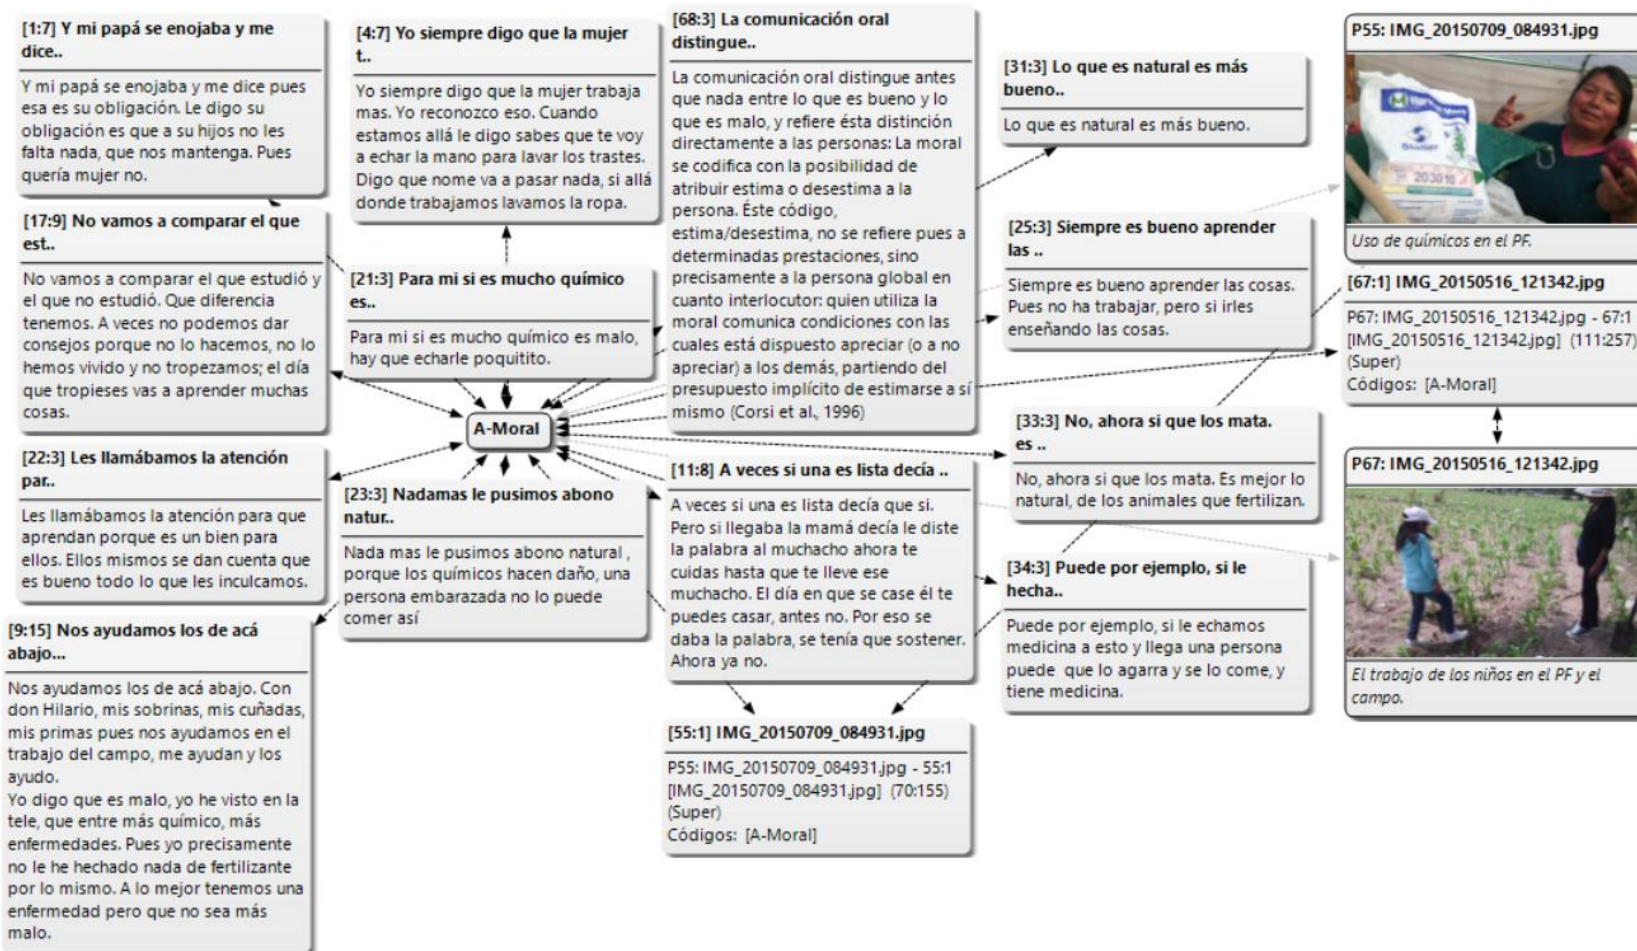 [1:7] Y mi papá se enojaba y me
dice..
Y mi papá se enojaba y me dice pues
esa es su obligación. Le digo su
obligación es que a su hijos no les
falta nada, que nos mantenga. Pues
quería mujer no.
[17:9] No vamos a comparar el que
est..
No vamos a comparar el que estudió y
el que no estudió. Que diferencia
tenemos. A veces no podemos dar
consejos porque no lo hacemos, no lo
hemos vivido y no tropezamos; el día
que tropieses vas a aprender muchas
cosas.
[22:3] Les llamábamos la atención
par..
Les llamábamos la atención para que
aprendan porque es un bien para
ellos. Ellos mismos se dan cuenta que
es bueno todo lo que les inculcamos.
[9:15] Nos ayudamos los de acá
abajo...
Nos ayudamos los de acá abajo. Con
don Hilario, mis sobrinas, mis cuñadas,
mis primas pues nos ayudamos en el
trabajo del campo, me ayudan y los
ayudo.
Yo digo que es malo, yo he visto en la
tele, que entre más químico, más
enfermedades. Pues yo precisamente
no le he hechado nada de fertilizante
por lo mismo. A lo mejor tenemos una
enfermedad pero que no sea más
malo.
[4:7] Yo siempre digo que la mujer
t..
Yo siempre digo que la mujer trabaja
mas. Yo reconozco eso. Cuando
estamos allá le digo sabes que te voy
a echar la mano para lavar los trastes.
Digo que nome va a pasar nada, si allá
donde trabajamos lavamos la ropa.
[21:3] Para mi si es mucho químico
es..
Para mi si es mucho químico es malo,
hay que echarle poquitito.
A-Moral
[23:3] Nadamas le pusimos abono
natur..
Nada mas le pusimos abono natural ,
porque los químicos hacen daño, una
persona embarazada no lo puede
comer así
[68:3] La comunicación oral
distingue..
La comunicación oral distingue antes
que nada entre lo que es bueno y lo
que es malo, y refiere ésta distinción
directamente a las personas: La moral
se codifica con la posibilidad de
atribuir estima o desestima a la
persona. Éste código,
estima/desestima, no se refiere pues a
determinadas prestaciones, sino
precisamente a la persona global en
cuanto interlocutor: quien utiliza la
moral comunica condiciones con las
cuales está dispuesto apreciar (o a no
apreciar) a los demás, partiendo del
presupuesto implícito de estimarse a sí
mismo (Corsi et al., 1996)
[11:8] A veces si una es lista decía ..
A veces si una es lista decía que si.
Pero si llegaba la mamá decía le diste
la palabra al muchacho ahora te
cuidas hasta que te lleve ese
muchacho. El día en que se case él te
puedes casar, antes no. Por eso se
daba la palabra, se tenía que sostener.
Ahora ya no.
[55:1] IMG_20150709_084931.jpg
P55: IMG_20150709_084931.jpg - 55:1
[IMG_20150709_084931.jpg] (70:155)
(Super)
Códigos: [A-Moral]
[31:3] Lo que es natural es más
bueno..
Lo que es natural es más bueno.
[25:3] Siempre es bueno aprender
las ..
Siempre es bueno aprender las cosas.
Pues no ha trabajar, pero si irles
enseñando las cosas.
[33:3] No, ahora si que los mata.
es ..
No, ahora si que los mata. Es mejor lo
natural, de los animales que fertilizan.
[34:3] Puede por ejemplo, si le
hecha..
Puede por ejemplo, si le echamos
medicina a esto y llega una persona
puede que lo agarra y se lo come, y
tiene medicina.
P55: IMG_20150709_084931.jpg
203010
Uso de químicos en el PF.
[67:1] IMG_20150516_121342.jpg
P67: IMG_20150516_121342.jpg - 67:1
[IMG_20150516_121342.jpg] (111:257)
(Super)
Códigos: [A-Moral]
P67: IMG_20150516_121342.jpg
El trabajo de los niños en el PF y el
campo.